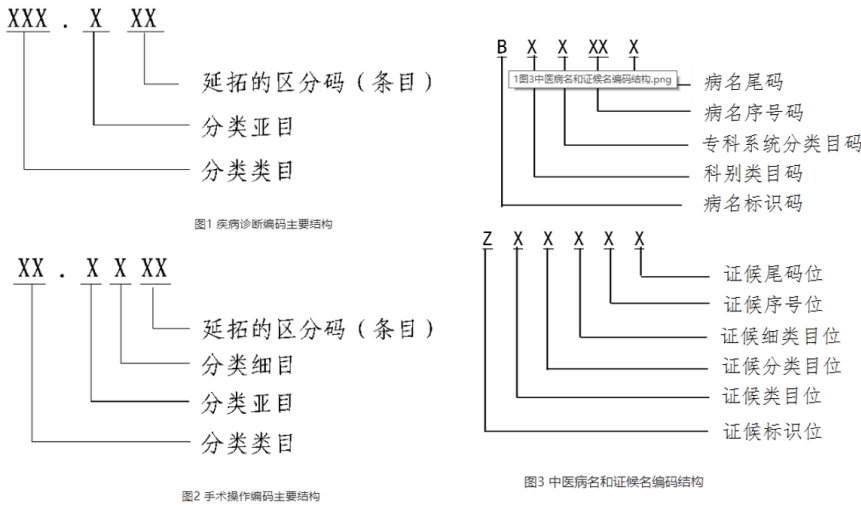 XXX . X XX
延拓的区分码（条目）
分类亚目
分类类目
图1 疾病诊断编码主要结构
XX . X X XX
延拓的区分码（条目）
分类细目
分类亚目
分类类目
图2 手术操作编码主要结构
B X X XX X
1图3中医病名和证候名编码结构.png
病名尾码
病名序号码
专科系统分类目码
科别类目码
病名标识码
Z X X X X X
证候尾码位
证候序号位
证候细类目位
证候分类目位
证候类目位
证候标识位
图3 中医病名和证候名编码结构